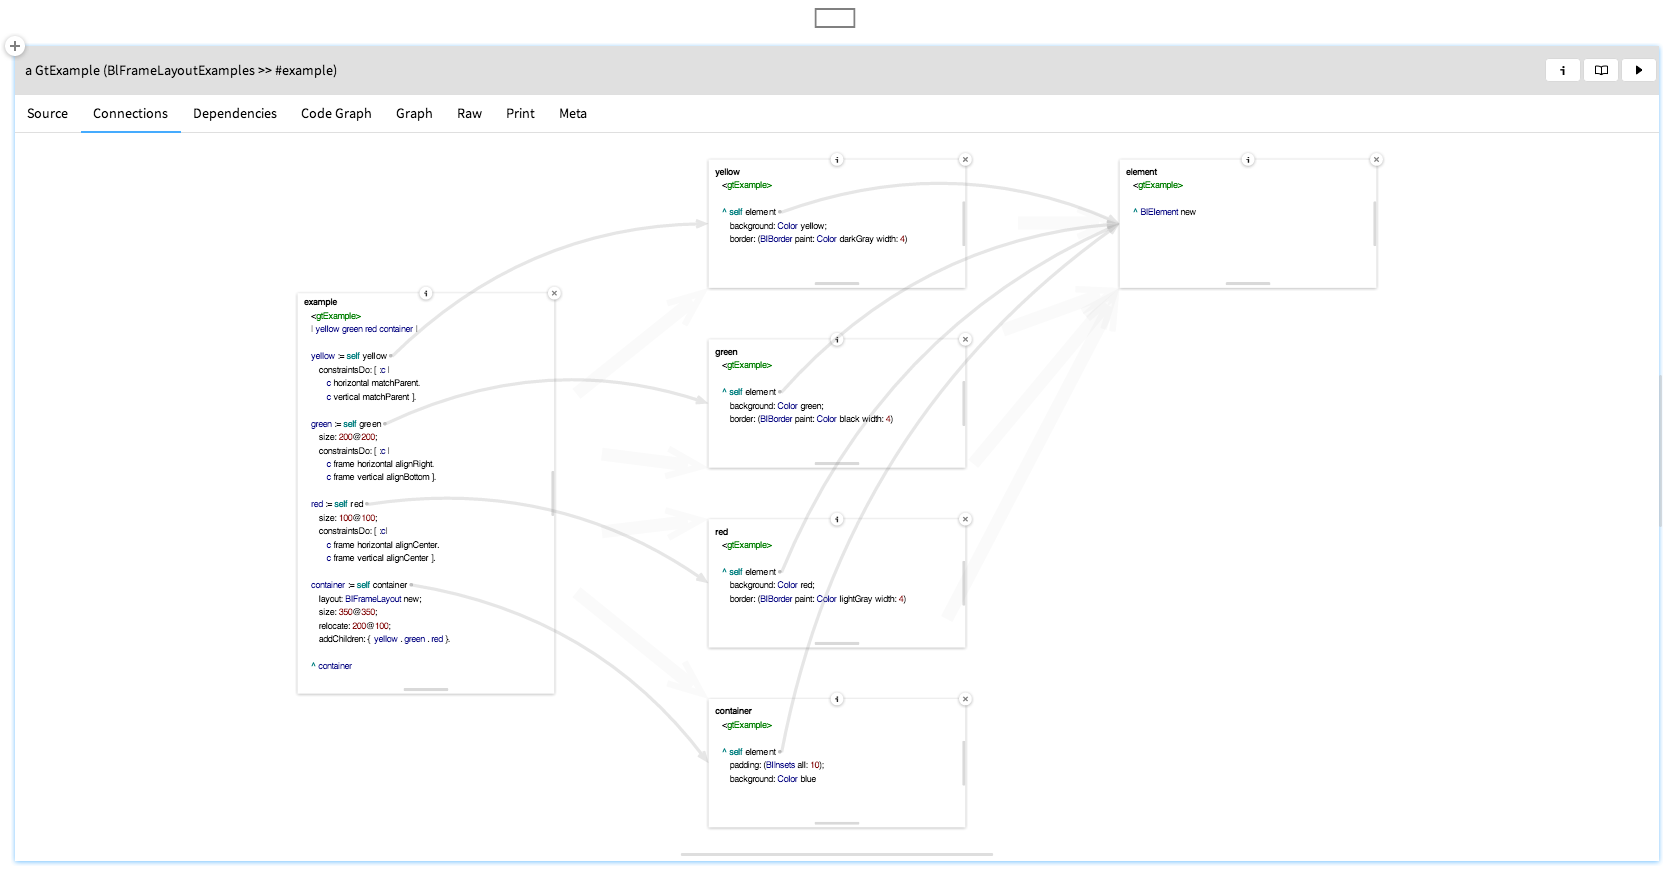 a GtExample (BlFrameLayoutExamples >> #example)
Source Connections Dependencies Code Graph Graph Raw Print Meta
example
<gtExample>
| yellow green red container |
yellow := self yellow
constraintsDo: [ :c |
c horizontal matchParent.
c vertical matchParent ].
green := self green
size: 200@200;
constraintsDo: [ :c |
c frame horizontal alignRight.
c frame vertical alignBottom ].
red := self red
size: 100@100;
constraintsDo: [ :c|
c frame horizontal alignCenter.
c frame vertical alignCenter ].
container := self container
layout: BlFrameLayout new;
size: 350@350;
relocate: 200@100;
addChildren: { yellow . green . red }.
^ container
yellow
<gtExample>
^ self element
background: Color yellow;
border: (BlBorder paint: Color darkGray width: 4)
green
<gtExample>
^ self element
background: Color green;
border: (BlBorder paint: Color black width: 4)
red
<gtExample>
^ self element
background: Color red;
border: (BlBorder paint: Color lightGray width: 4)
container
<gtExample>
^ self element
padding: (BlInsets all: 10);
background: Color blue
element
<gtExample>
^ BlElement new